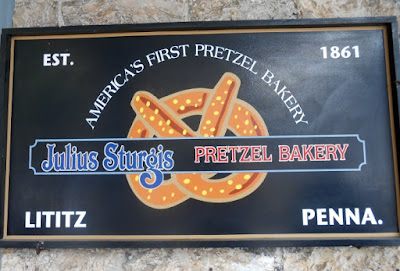 EST. 1861
AMERICA'S FIRST PRETZEL BAKERY
Julius Sturgis PRETZEL BAKERY
LITITZ PENNA.